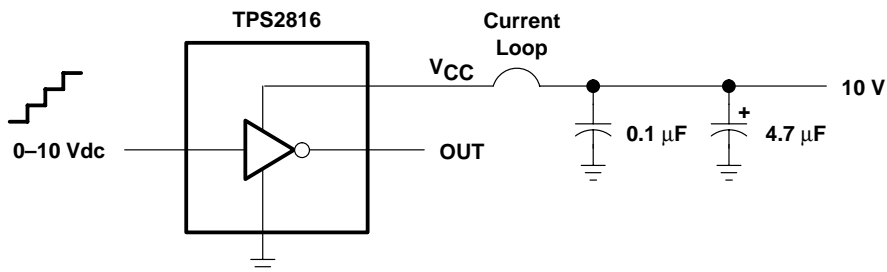 TPS2816
Current
Loop
VCC
10 V
0–10 Vdc
OUT
0.1 μF
+
4.7 μF